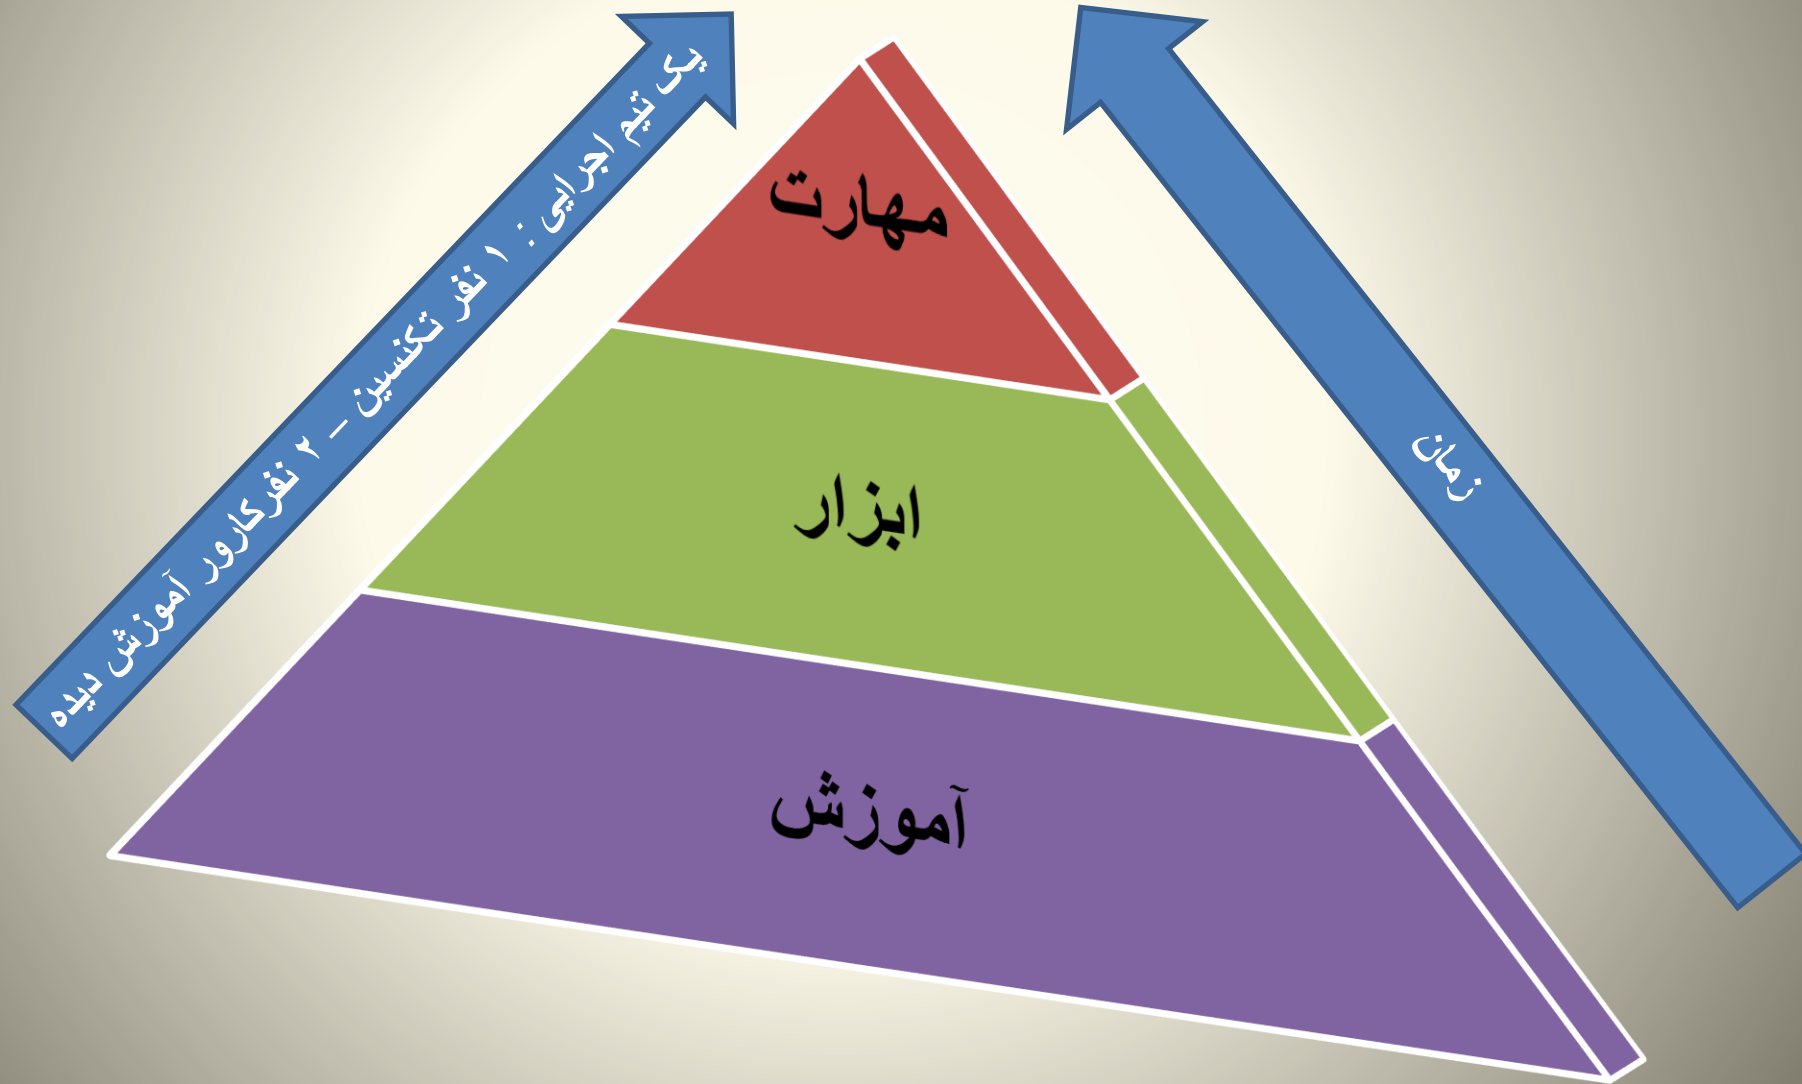 یک تیم اجرایی : ۱ نفر تکنسین – ۲ نفرکارور آموزش دیده
مهارت
ابزار
آموزش
زمان